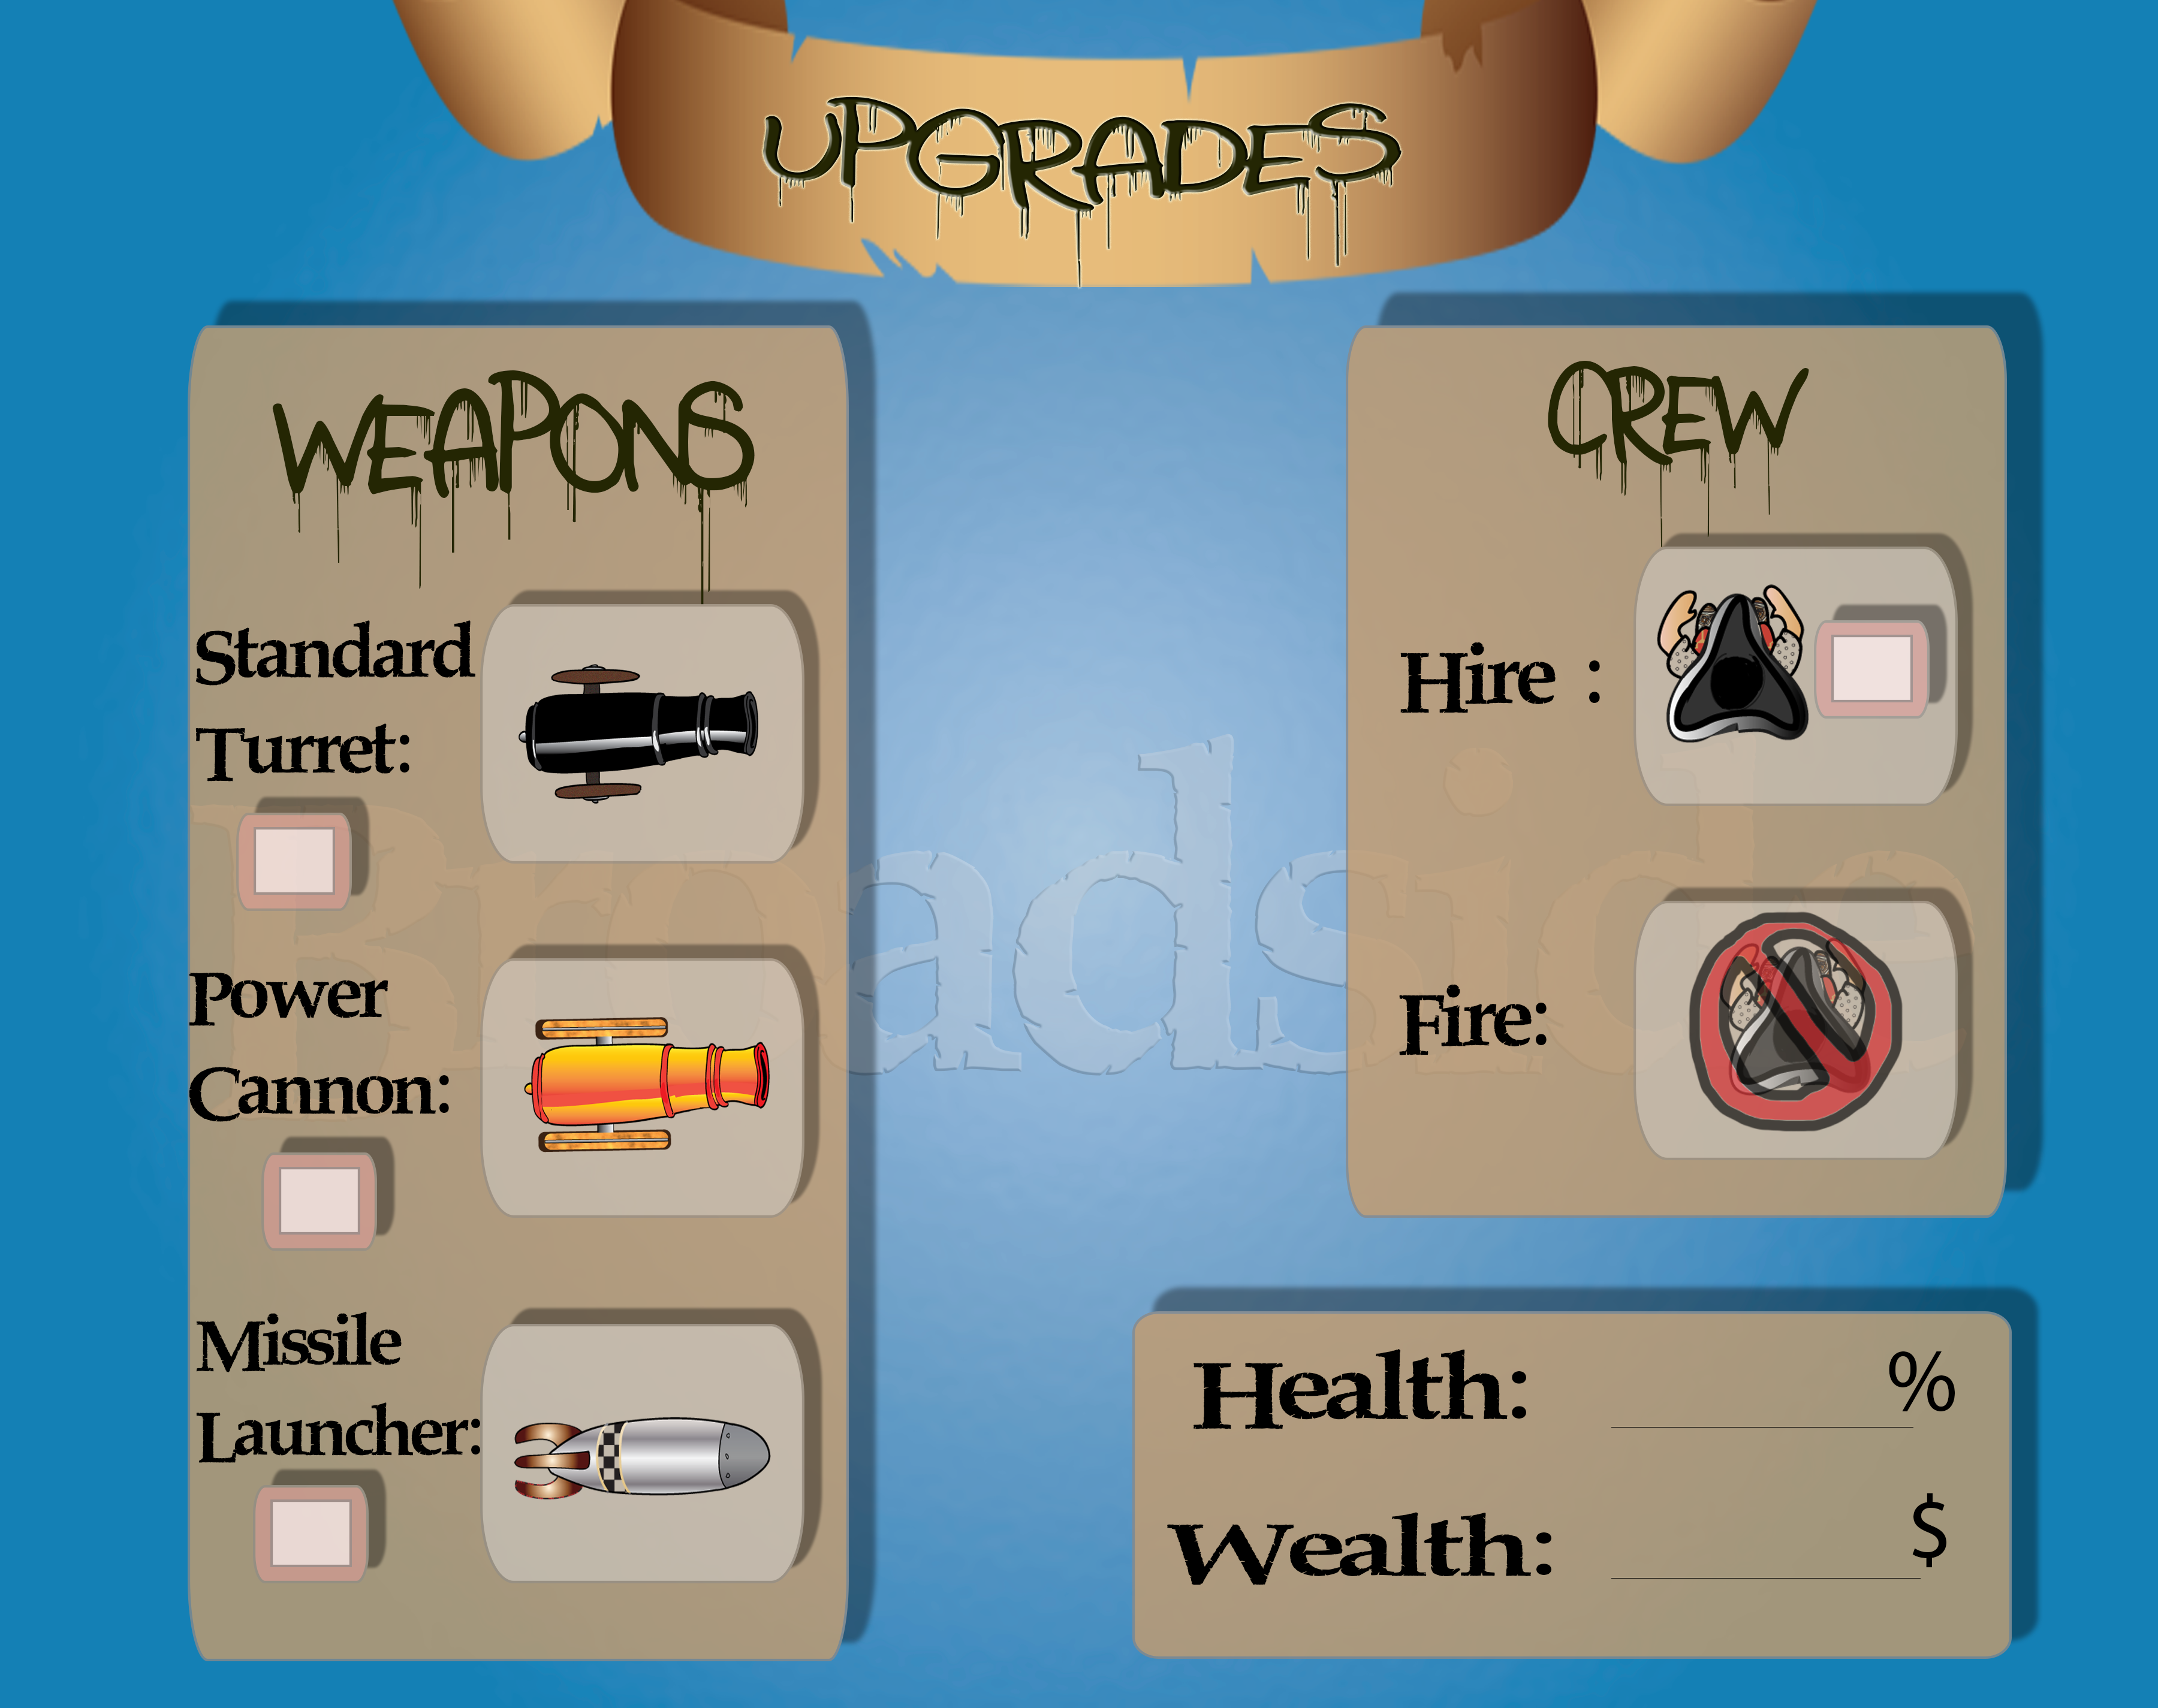 UPGRADES
WEAPONS
Standard
Turret:
Power
Cannon:
Missile
Launcher:
CREW
Hire :
Fire:
Broadside
Health: %
Wealth: $